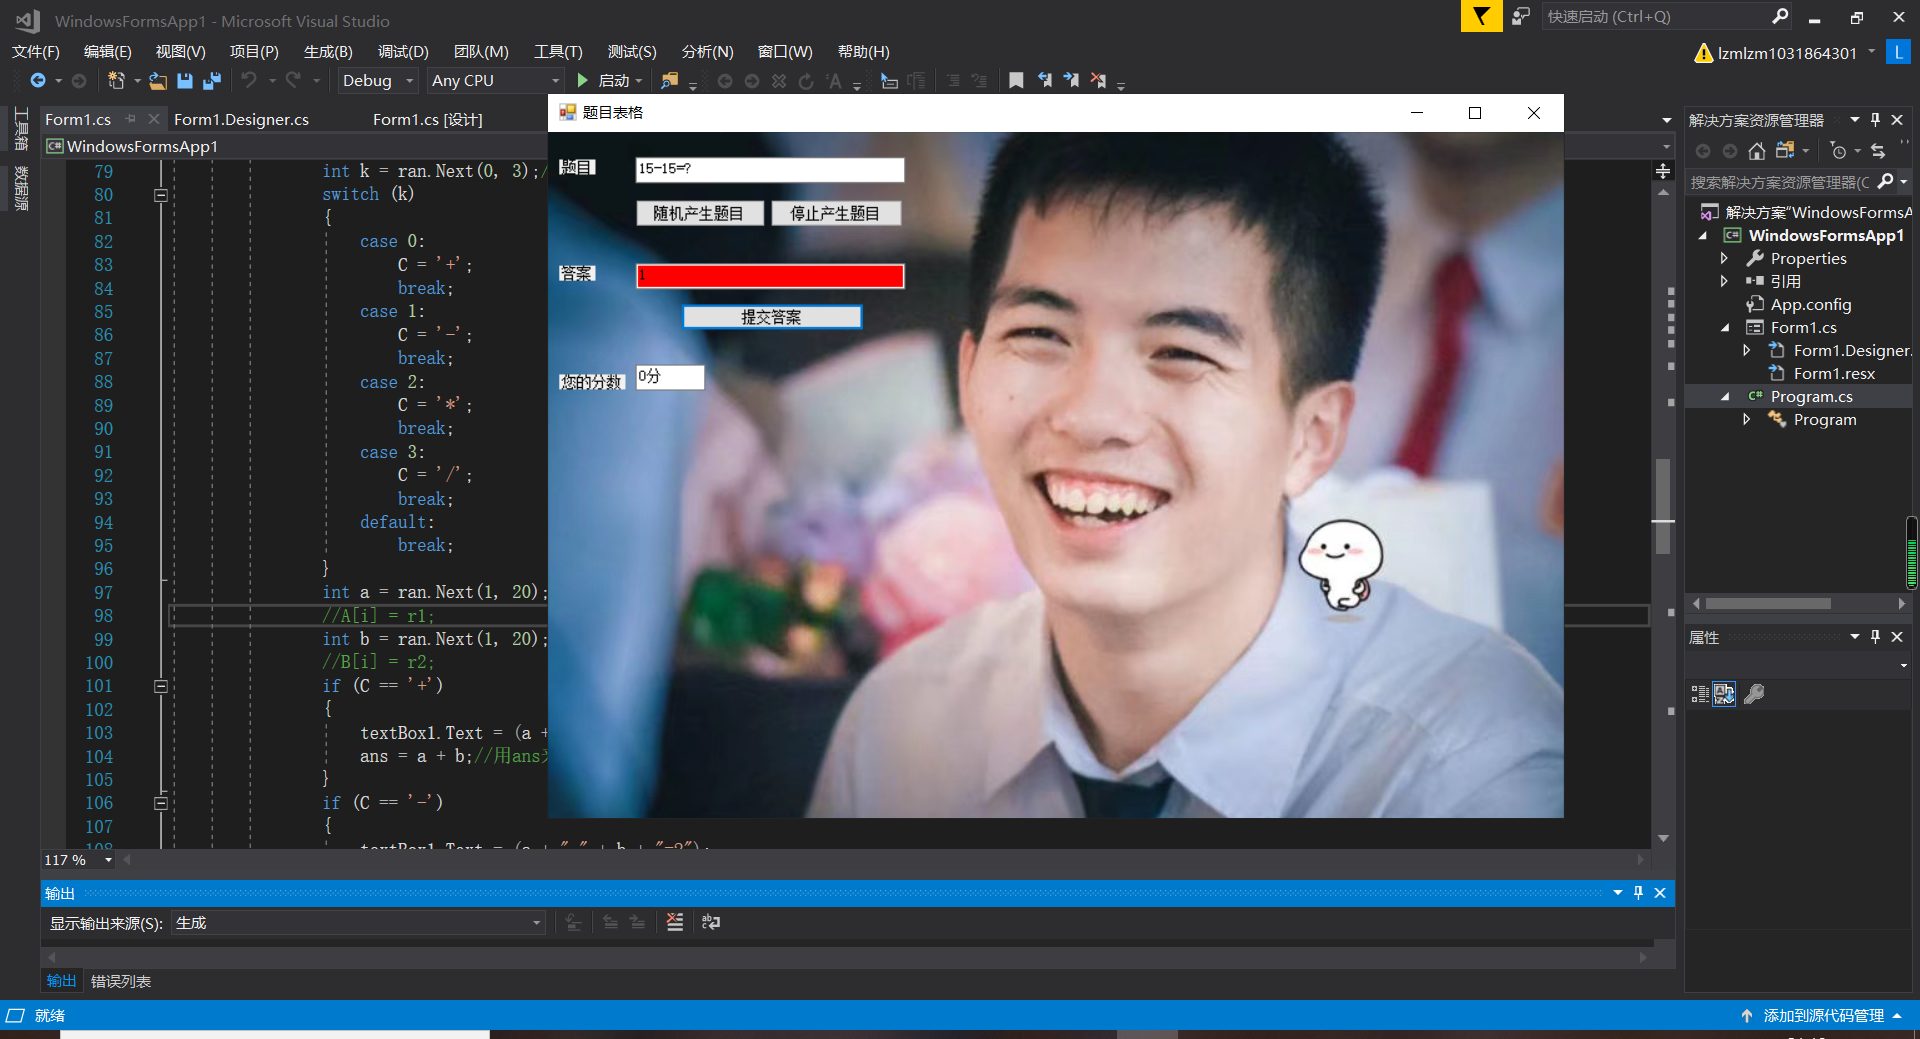 WindowsFormsApp1 - Microsoft Visual Studio
快速启动 (Ctrl+Q)
文件(F) 编辑(E) 视图(V) 项目(P) 生成(B) 调试(D) 团队(M) 工具(T) 测试(S) 分析(N) 窗口(W) 帮助(H)
lzmlzm1031864301 L
Debug Any CPU 启动
工具箱
数据源
Form1.cs Form1.Designer.cs Form1.cs [设计]
WindowsFormsApp1
79 int k = ran.Next(0, 3);/
80 switch (k)
81 {
82 case 0:
83 C = '+';
84 break;
85 case 1:
86 C = '-';
87 break;
88 case 2:
89 C = '*';
90 break;
91 case 3:
92 C = '/';
93 break;
94 default:
95 break;
96 }
97 int a = ran.Next(1, 20);
98 //A[i] = r1;
99 int b = ran.Next(1, 20);
100 //B[i] = r2;
101 if (C == '+')
102 {
103 textBox1.Text = (a +
104 ans = a + b;//用ans
105 }
106 if (C == '-')
107 {
108 textBox1.Text = (a + "-" + b + "=?");
题目表格
题目 15-15=?
随机产生题目 停止产生题目
答案 1
提交答案
您的分数 0分
解决方案资源管理器
搜索解决方案资源管理器(C
解决方案"WindowsFormsA
WindowsFormsApp1
Properties
引用
App.config
Form1.cs
Form1.Designer.
Form1.resx
Program.cs
Program
属性
117 %
输出
显示输出来源(S): 生成
输出 错误列表
就绪
添加到源代码管理